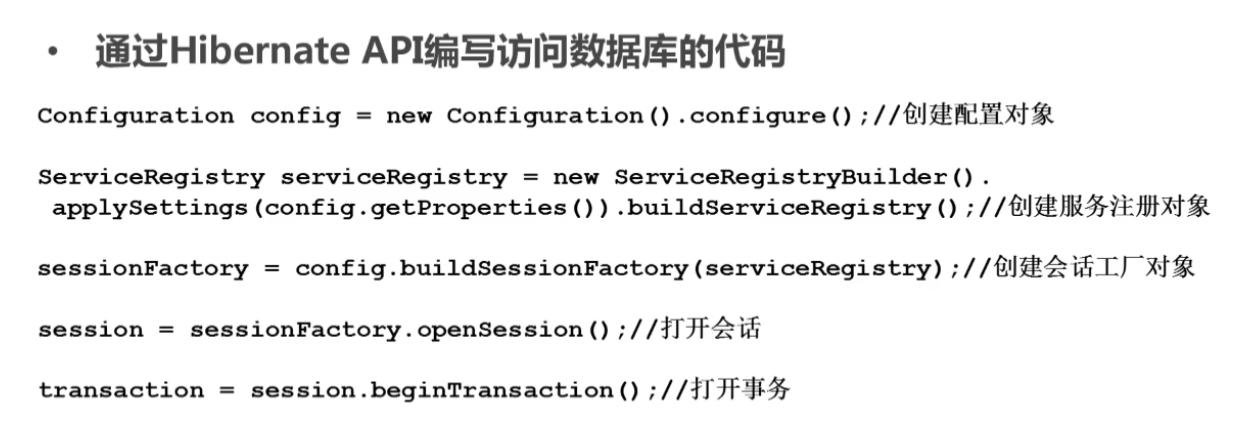 • 通过Hibernate API编写访问数据库的代码
Configuration config = new Configuration().configure();//创建配置对象
ServiceRegistry serviceRegistry = new ServiceRegistryBuilder().
applySettings(config.getProperties()).buildServiceRegistry();//创建服务注册对象
sessionFactory = config.buildSessionFactory(serviceRegistry);//创建会话工厂对象
session = sessionFactory.openSession();//打开会话
transaction = session.beginTransaction();//打开事务